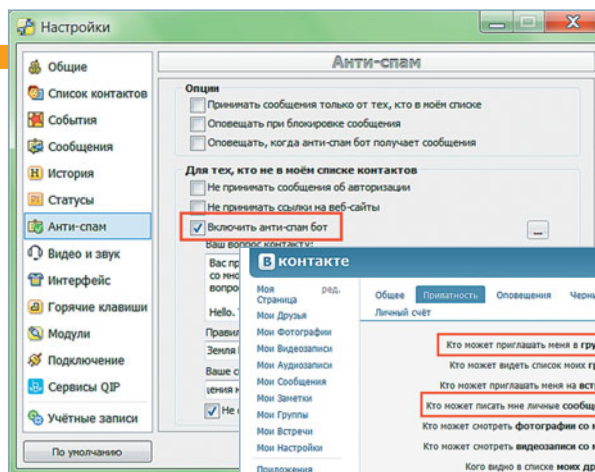 Настройки
Общие
Список контактов
События
Сообщения
История
Статусы
Анти-спам
Видео и звук
Интерфейс
Горячие клавиши
Модули
Подключение
Сервисы QIP
Учётные записи
По умолчанию
Анти-спам
Опции
Принимать сообщения только от тех, кто в моём списке
Оповещать при блокировке сообщения
Оповещать, когда анти-спам бот получает сообщения
Для тех, кто не в моём списке контактов
Не принимать сообщения об авторизации
Не принимать ссылки на веб-сайты
Включить анти-спам бот
...
Ваш вопрос контакту:
Вас
со
Hello.
Земля
Ваше
Не
В контакте
Моя Страница ред.
Мои Друзья
Мои Фотографии
Мои Видеозаписи
Мои Аудиозаписи
Мои Сообщения
Мои Заметки
Мои Группы
Мои Встречи
Мои Настройки
Приложения
Общее Приватность Оповещения
Личный счёт
Кто может приглашать меня в
Кто может видеть список моих
Кто может приглашать меня на
Кто может писать мне личные
Кто может смотреть фотографии со
Кто может смотреть видеозаписи со
Кого видно в списке моих